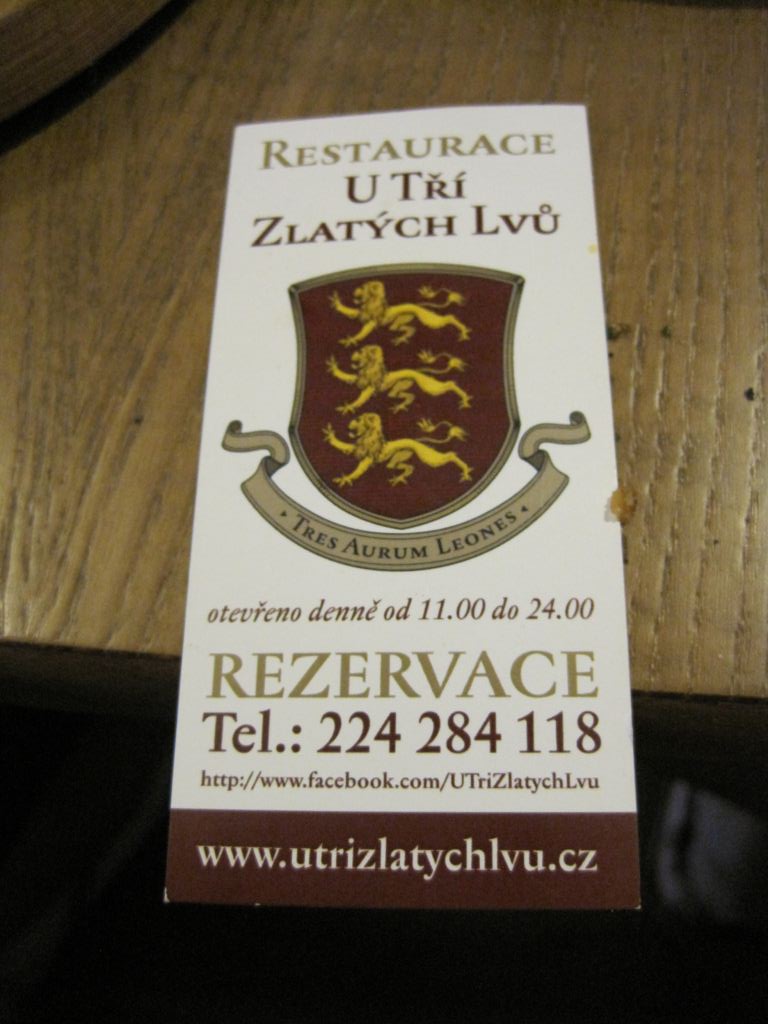 RESTAURACE
U TŘÍ
ZLATÝCH LVŮ
TRES AURUM LEONES
otevřeno denně od 11.00 do 24.00
REZERVACE
Tel.: 224 284 118
http://www.facebook.com/UTriZlatychLvu
www.utrizlatychlvu.cz